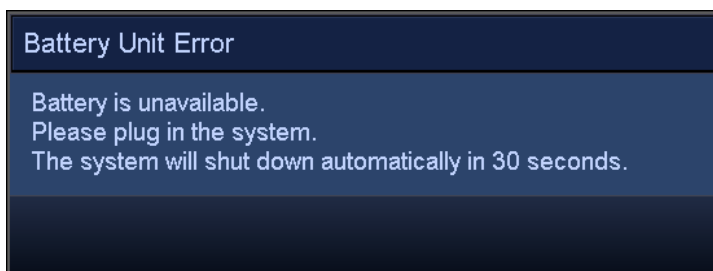 Battery Unit Error
Battery is unavailable.
Please plug in the system.
The system will shut down automatically in 30 seconds.